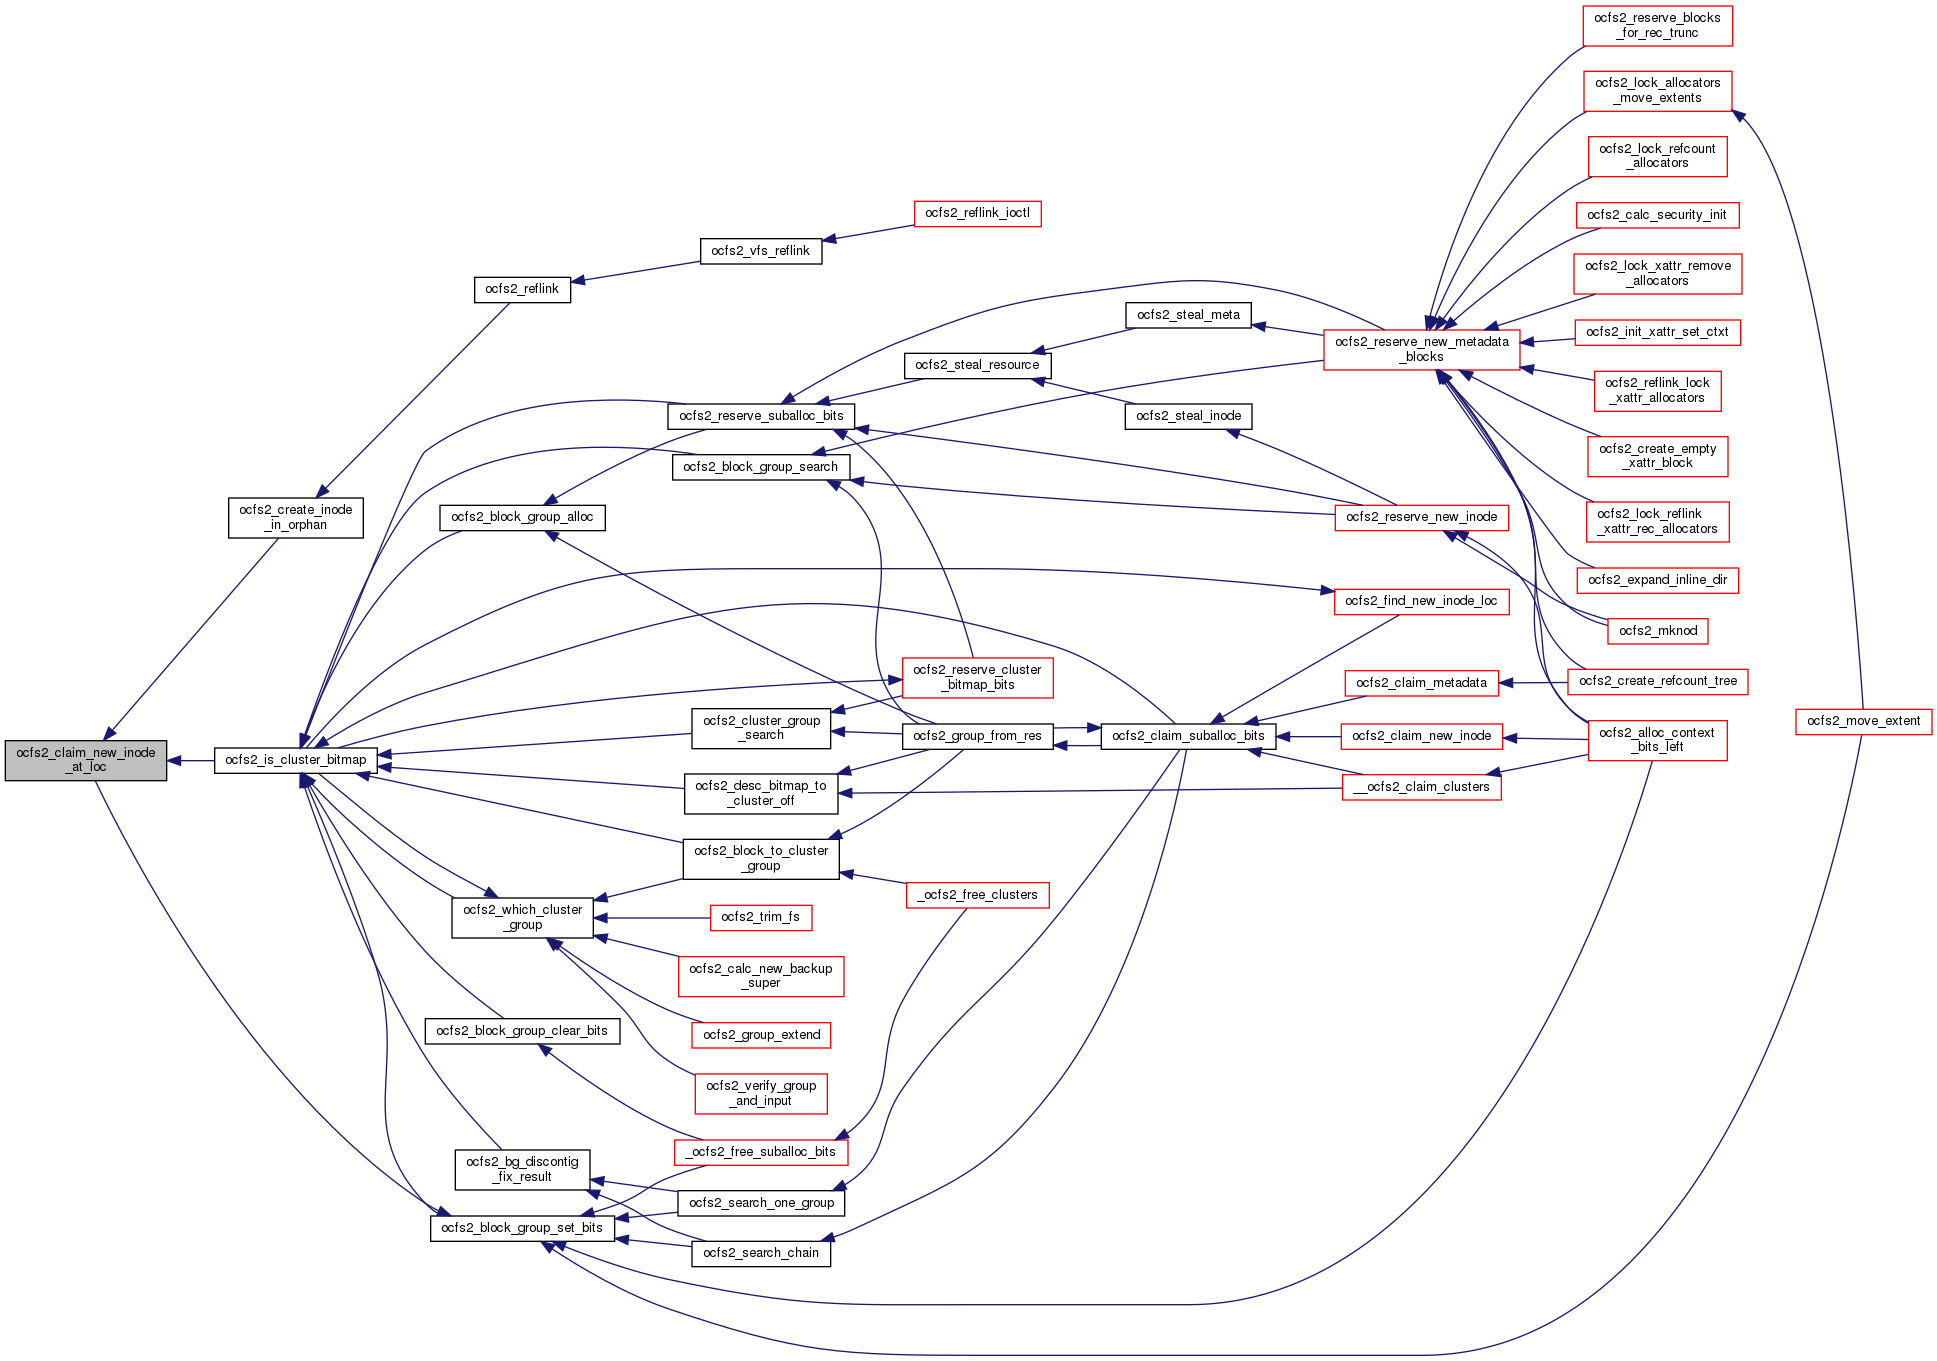 ocfs2_reserve_blocks
_for_rec_trunc
ocfs2_lock_allocators
_move_extents
ocfs2_lock_refcount
_allocators
ocfs2_reflink_ioctl
ocfs2_calc_security_init
ocfs2_vfs_reflink
ocfs2_lock_xattr_remove
_allocators
ocfs2_reflink
ocfs2_steal_meta
ocfs2_init_xattr_set_ctxt
ocfs2_reserve_new_metadata
_blocks
ocfs2_steal_resource
ocfs2_reflink_lock
_xattr_allocators
ocfs2_reserve_suballoc_bits
ocfs2_steal_inode
ocfs2_create_empty
_xattr_block
ocfs2_block_group_search
ocfs2_create_inode
_in_orphan
ocfs2_block_group_alloc
ocfs2_reserve_new_inode
ocfs2_lock_reflink
_xattr_rec_allocators
ocfs2_expand_inline_dir
ocfs2_find_new_inode_loc
ocfs2_mknod
ocfs2_reserve_cluster
_bitmap_bits
ocfs2_claim_metadata
ocfs2_create_refcount_tree
ocfs2_move_extent
ocfs2_cluster_group
_search
ocfs2_group_from_res
ocfs2_claim_suballoc_bits
ocfs2_claim_new_inode
ocfs2_alloc_context
_bits_left
ocfs2_claim_new_inode
_at_loc
ocfs2_is_cluster_bitmap
ocfs2_desc_bitmap_to
_cluster_off
__ocfs2_claim_clusters
ocfs2_block_to_cluster
_group
_ocfs2_free_clusters
ocfs2_which_cluster
_group
ocfs2_trim_fs
ocfs2_calc_new_backup
_super
ocfs2_block_group_clear_bits
ocfs2_group_extend
ocfs2_verify_group
_and_input
_ocfs2_free_suballoc_bits
ocfs2_bg_discontig
_fix_result
ocfs2_search_one_group
ocfs2_block_group_set_bits
ocfs2_search_chain